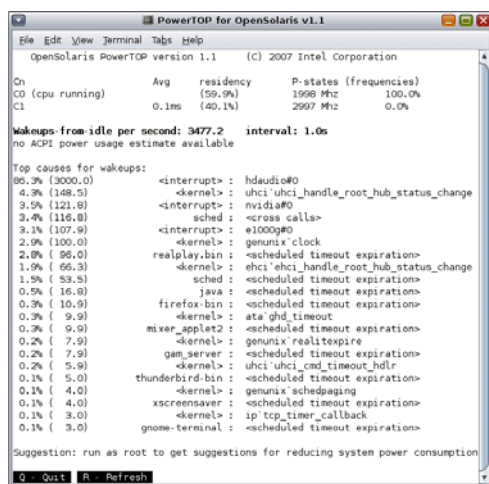 PowerTOP for OpenSolaris v1.1
File Edit View Terminal Tabs Help
OpenSolaris PowerTOP version 1.1 (C) 2007 Intel Corporation
Cn Avg residency P-states (frequencies)
C0 (cpu running) (59.9%) 1998 Mhz 100.0%
C1 0.1ms (40.1%) 2997 Mhz 0.0%
Wakeups-from-idle per second: 3477.2 interval: 1.0s
no ACPI power usage estimate available
Top causes for wakeups:
86.3% (3000.0) <interrupt> : hdaudio#0
4.3% (148.5) <kernel> : uhci`uhci_handle_root_hub_status_change
3.5% (121.8) <interrupt> : nvidia#0
3.4% (116.8) sched : <cross calls>
3.1% (107.9) <interrupt> : e1000g#0
2.9% (100.0) <kernel> : genunix`clock
2.8% ( 96.0) realplay.bin : <scheduled timeout expiration>
1.9% ( 66.3) <kernel> : ehci`ehci_handle_root_hub_status_change
1.5% ( 53.5) sched : <scheduled timeout expiration>
0.5% ( 16.8) java : <scheduled timeout expiration>
0.3% ( 10.9) firefox-bin : <scheduled timeout expiration>
0.3% ( 9.9) <kernel> : ata`ghd_timeout
0.3% ( 9.9) mixer_applet2 : <scheduled timeout expiration>
0.2% ( 7.9) <kernel> : genunix`realitexpire
0.2% ( 7.9) gam_server : <scheduled timeout expiration>
0.2% ( 5.9) <kernel> : uhci`uhci_cmd_timeout_hdlr
0.1% ( 5.0) thunderbird-bin : <scheduled timeout expiration>
0.1% ( 4.0) <kernel> : genunix`schedpaging
0.1% ( 4.0) xscreensaver : <scheduled timeout expiration>
0.1% ( 3.0) <kernel> : ip`tcp_timer_callback
0.1% ( 3.0) gnome-terminal : <scheduled timeout expiration>
Suggestion: run as root to get suggestions for reducing system power consumption
Q - Quit R - Refresh